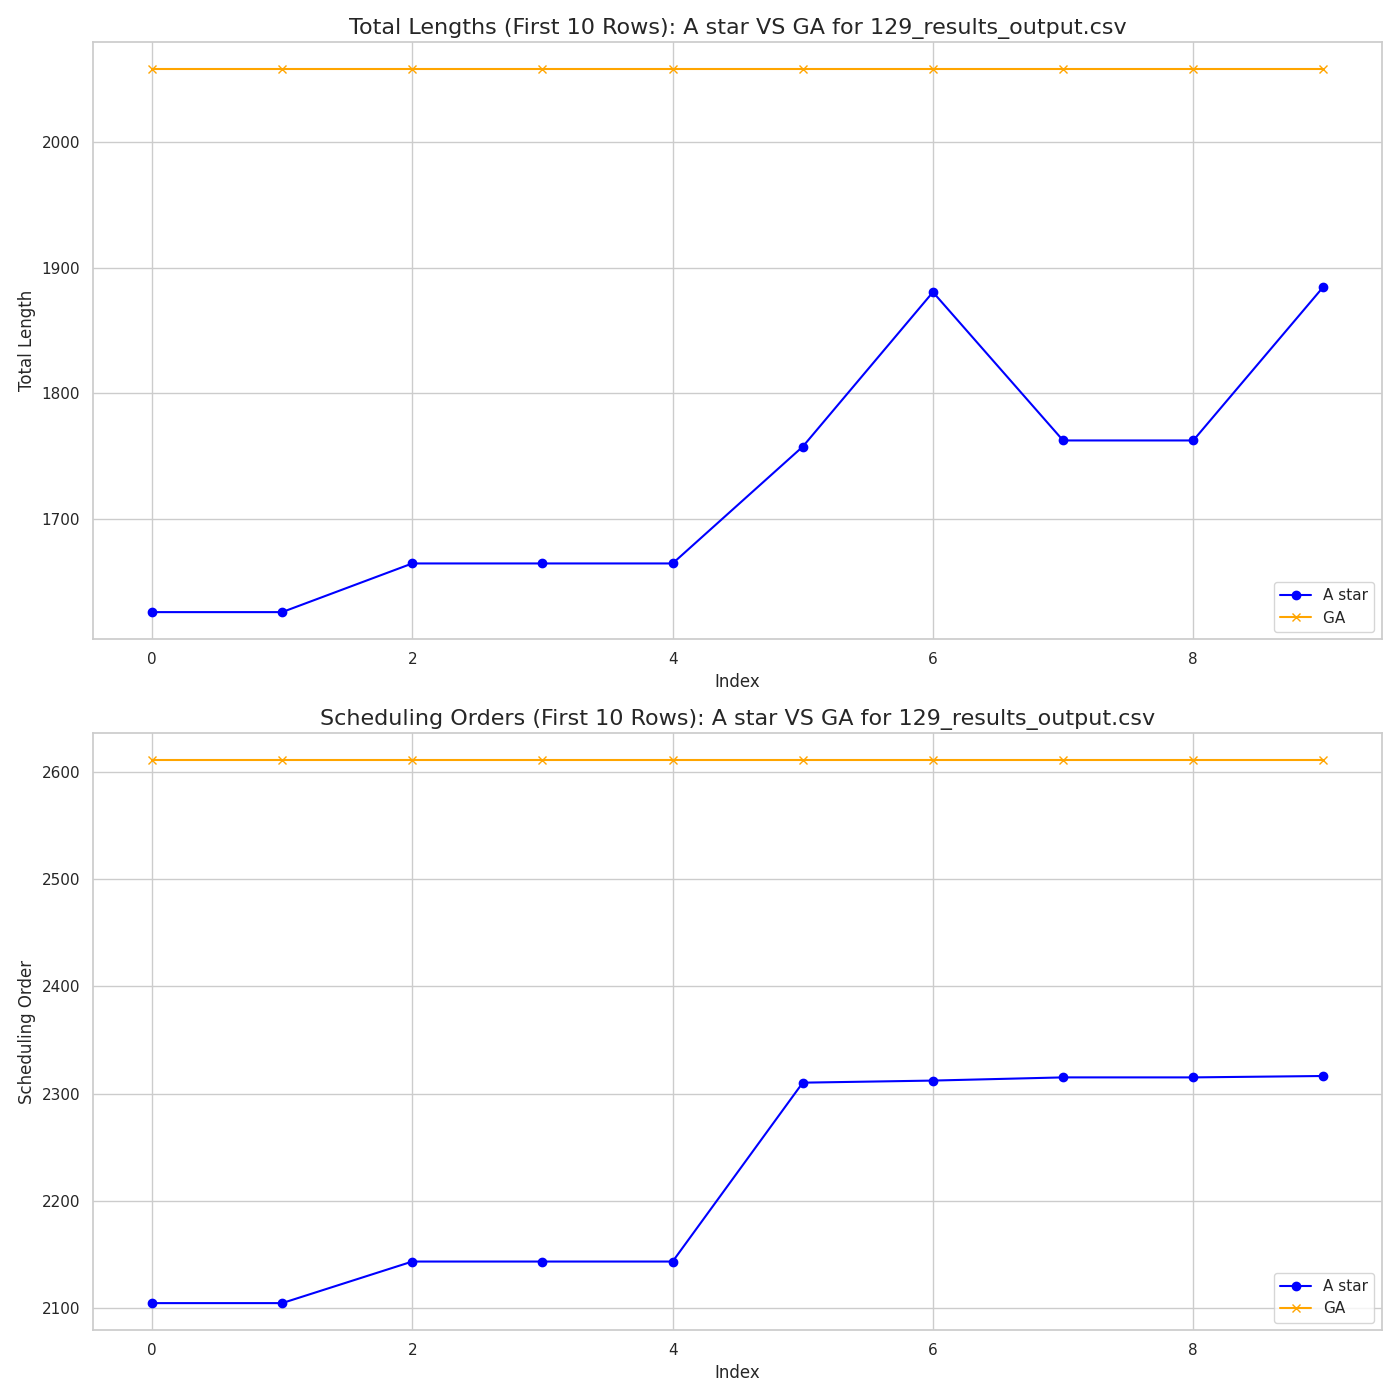 Total Lengths (First 10 Rows): A star VS GA for 129_results_output.csv
Total Length
2000
1900
1800
1700
0 2 4 6 8
Index
A star
GA
Scheduling Orders (First 10 Rows): A star VS GA for 129_results_output.csv
Scheduling Order
2600
2500
2400
2300
2200
2100
0 2 4 6 8
Index
A star
GA